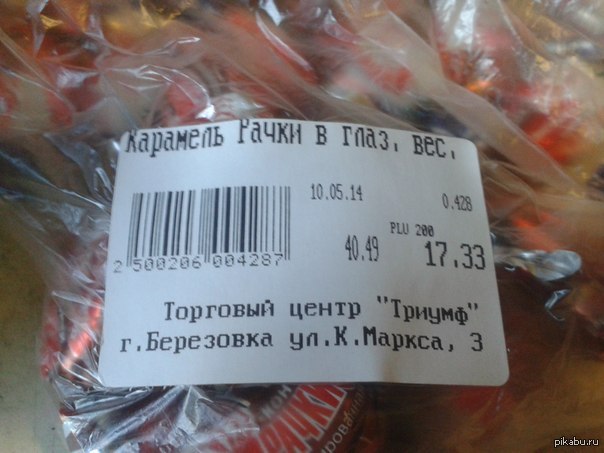 Карамель Рачки в глаз. вес.
10.05.14 0.428
PLU 200
40.49 17.33
2 500206 004287
Торговый центр "Триумф"
г.Березовка ул.К.Маркса, 3
pikabu.ru